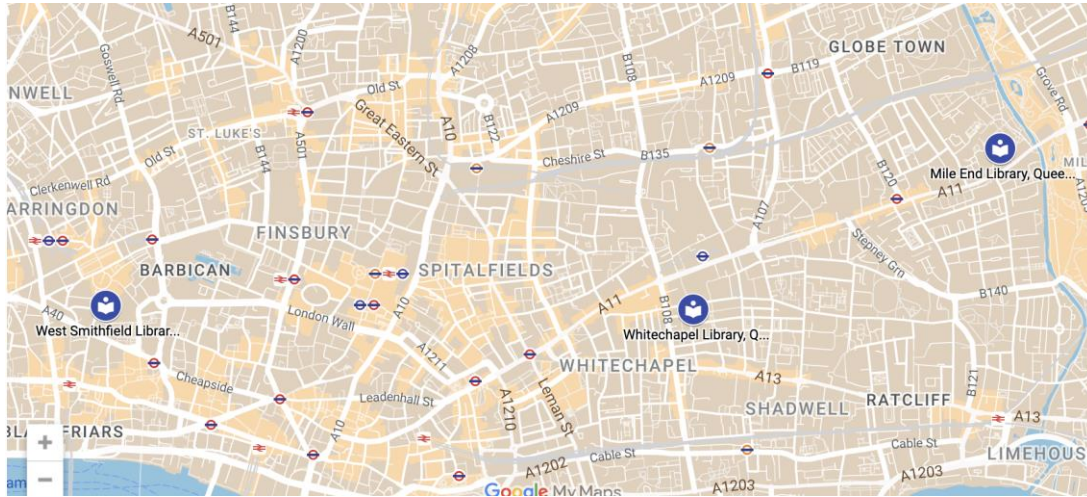 A501
B144
A1200
A1208
B108
GLOBE TOWN
B119
A1209
Goswell Rd
NWELL
Old St
Grove Rd
A10
B122
A1209
Great Eastern St
ST. LUKE'S
A501
B144
Old St
Cheshire St
B135
Clerkenwell Rd
B120
Mile End Library, Quee...
MIL
A11
ARRINGDON
A107
FINSBURY
Stepney Grn
BARBICAN
SPITALFIELDS
B140
A40
A10
A11
London Wall
B108
West Smithfield Librar...
Whitechapel Library, Q...
A1211
WHITECHAPEL
A13
Cheapside
Leman St
B121
Leadenhall St
A1210
SHADWELL
RATCLIFF
A13
A10
Cable St
Cable St
LIMEHOUS
A1202
A1203
A1203
+
−
Google My Maps